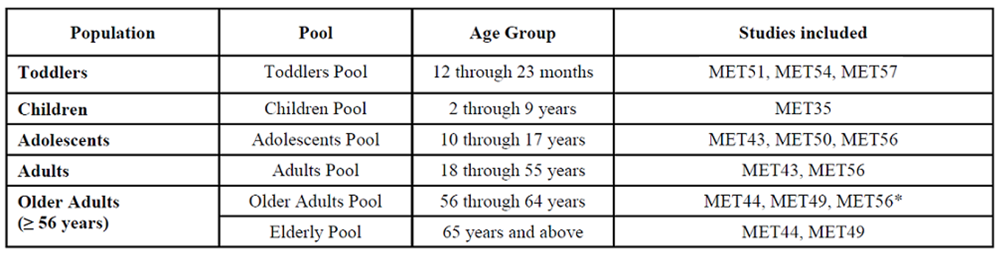 Population Pool Age Group Studies included
Toddlers Toddlers Pool 12 through 23 months MET51, MET54, MET57
Children Children Pool 2 through 9 years MET35
Adolescents Adolescents Pool 10 through 17 years MET43, MET50, MET56
Adults Adults Pool 18 through 55 years MET43, MET56
Older Adults Older Adults Pool 56 through 64 years MET44, MET49, MET56*
(≥ 56 years) Elderly Pool 65 years and above MET44, MET49